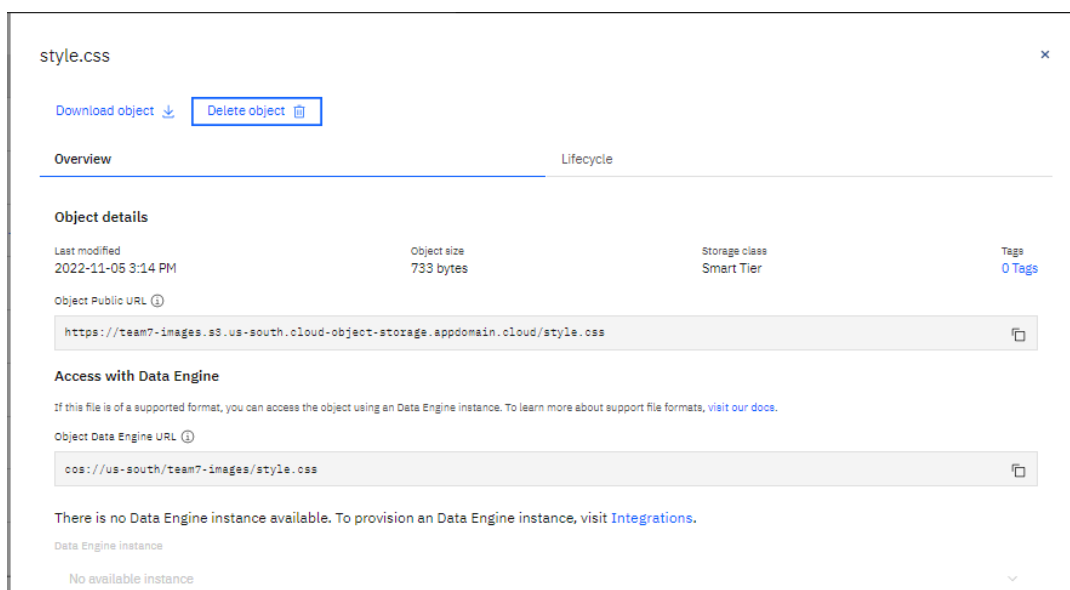 style.css
Download object Delete object
Overview Lifecycle
Object details
Last modified Object size Storage class Tags
2022-11-05 3:14 PM 733 bytes Smart Tier 0 Tags
Object Public URL
https://team7-images.s3.us-south.cloud-object-storage.appdomain.cloud/style.css
Access with Data Engine
If this file is of a supported format, you can access the object using an Data Engine instance. To learn more about support file formats, visit our docs.
Object Data Engine URL
cos://us-south/team7-images/style.css
There is no Data Engine instance available. To provision an Data Engine instance, visit Integrations.
Data Engine instance
No available instance